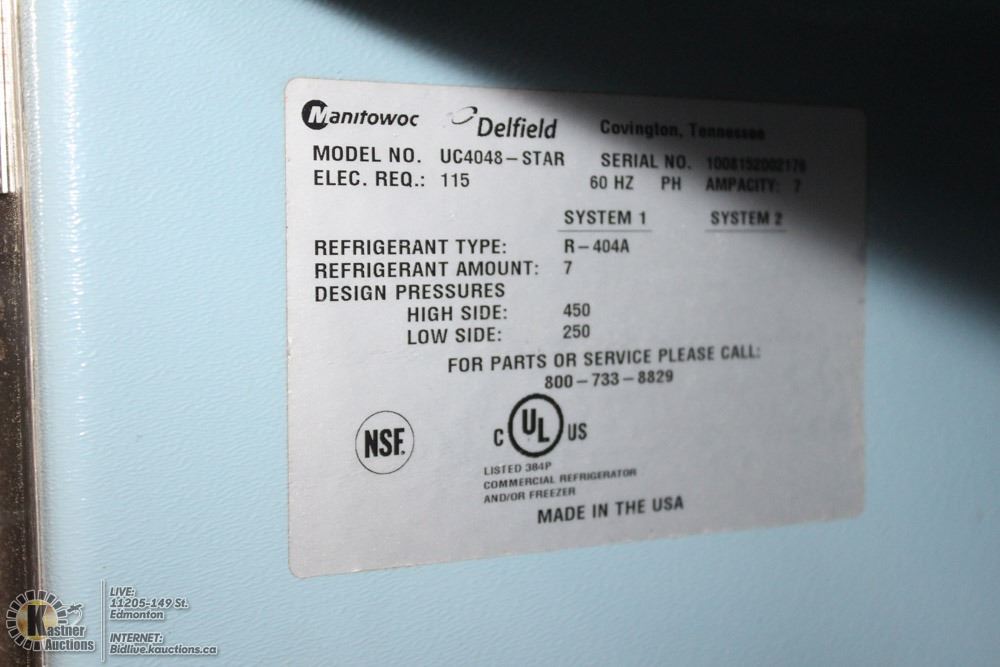 Manitowoc Delfield Covington, Tennessee
MODEL NO. UC4048-STAR SERIAL NO. 1008152002176
ELEC. REQ.: 115 60 HZ PH AMPACITY: 7
SYSTEM 1 SYSTEM 2
REFRIGERANT TYPE: R-404A
REFRIGERANT AMOUNT: 7
DESIGN PRESSURES
HIGH SIDE: 450
LOW SIDE: 250
FOR PARTS OR SERVICE PLEASE CALL:
800-733-8829
NSF.
C UL US
LISTED 384P
COMMERCIAL REFRIGERATOR
AND/OR FREEZER
MADE IN THE USA
Kastner Auctions
LIVE:
11205-149 St.
Edmonton
INTERNET:
Bidlive.kauctions.ca